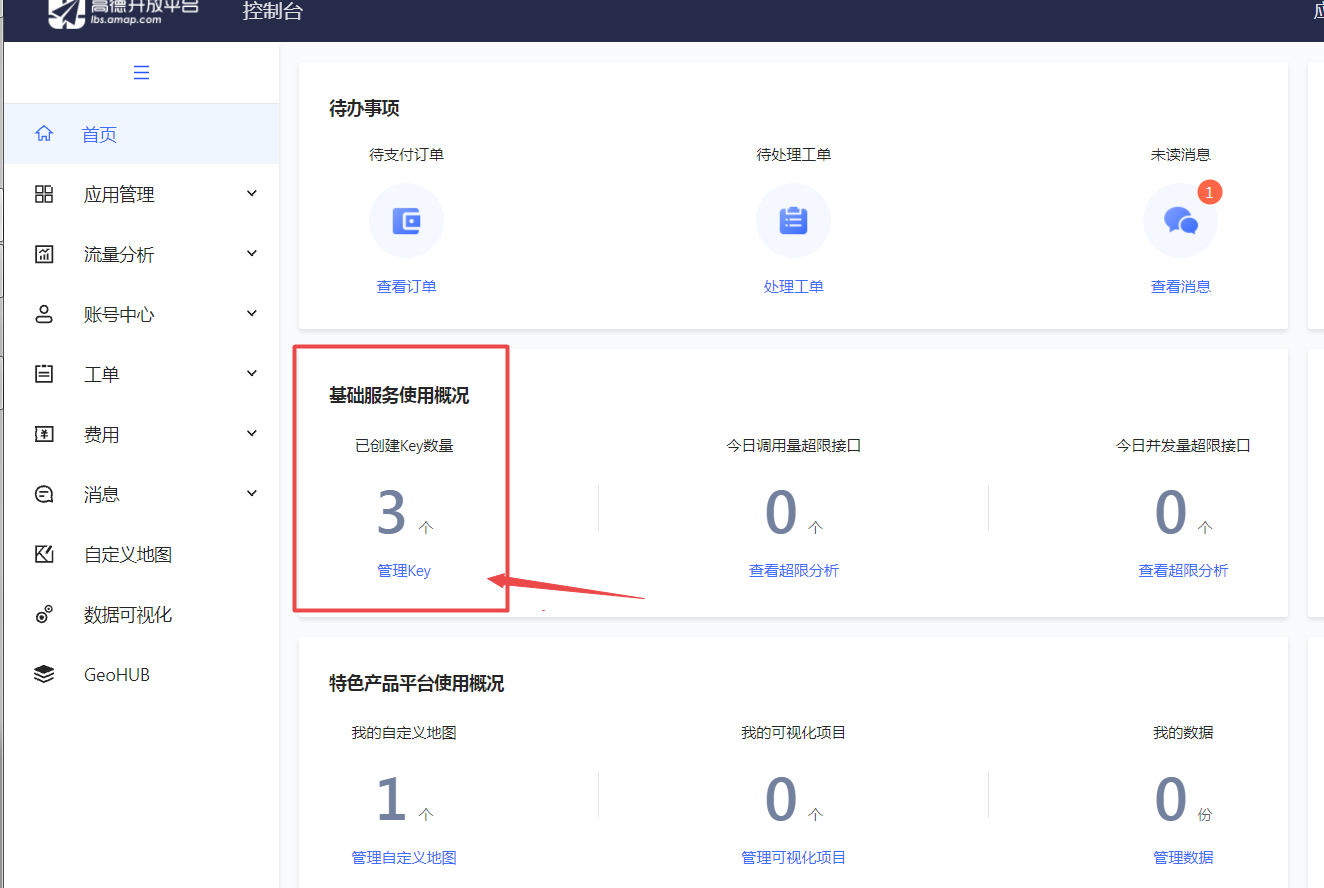 高德开放平台
lbs.amap.com
控制台
首页
应用管理
流量分析
账号中心
工单
费用
消息
自定义地图
数据可视化
GeoHUB
待办事项
待支付订单
待处理工单
未读消息
1
查看订单
处理工单
查看消息
基础服务使用概况
已创建Key数量
今日调用量超限接口
今日并发量超限接口
3 个
0 个
0 个
管理Key
查看超限分析
查看超限分析
特色产品平台使用概况
我的自定义地图
我的可视化项目
我的数据
1 个
0 个
0 份
管理自定义地图
管理可视化项目
管理数据